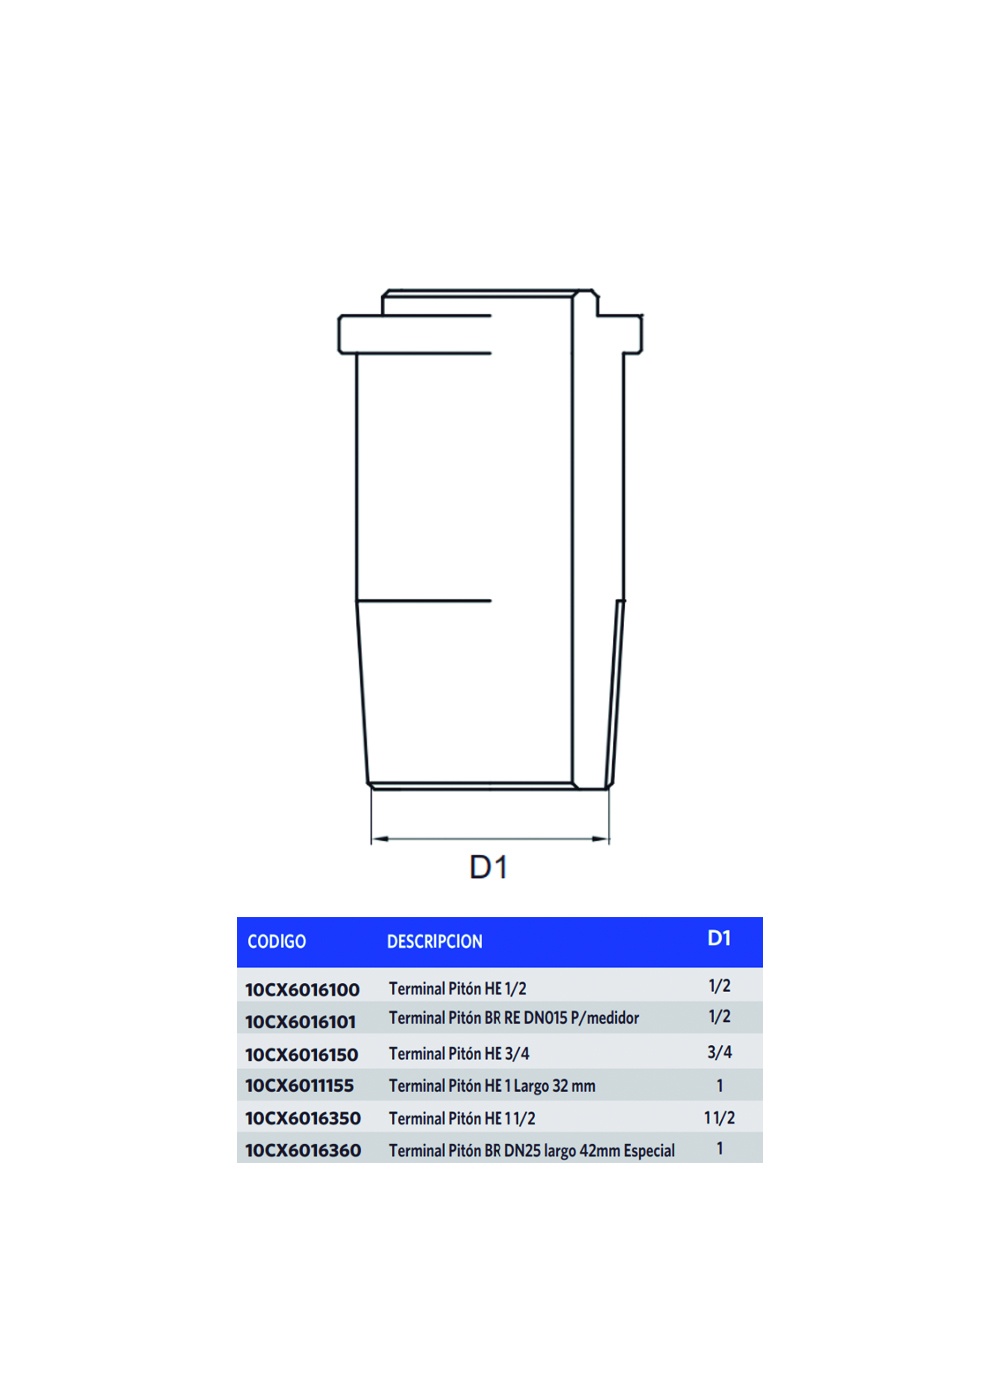 D1
CODIGO DESCRIPCION D1
10CX6016100 Terminal Pitón HE 1/2 1/2
10CX6016101 Terminal Pitón BR RE DN015 P/medidor 1/2
10CX6016150 Terminal Pitón HE 3/4 3/4
10CX6011155 Terminal Pitón HE 1 Largo 32 mm 1
10CX6016350 Terminal Pitón HE 1 1/2 1 1/2
10CX6016360 Terminal Pitón BR DN25 largo 42mm Especial 1